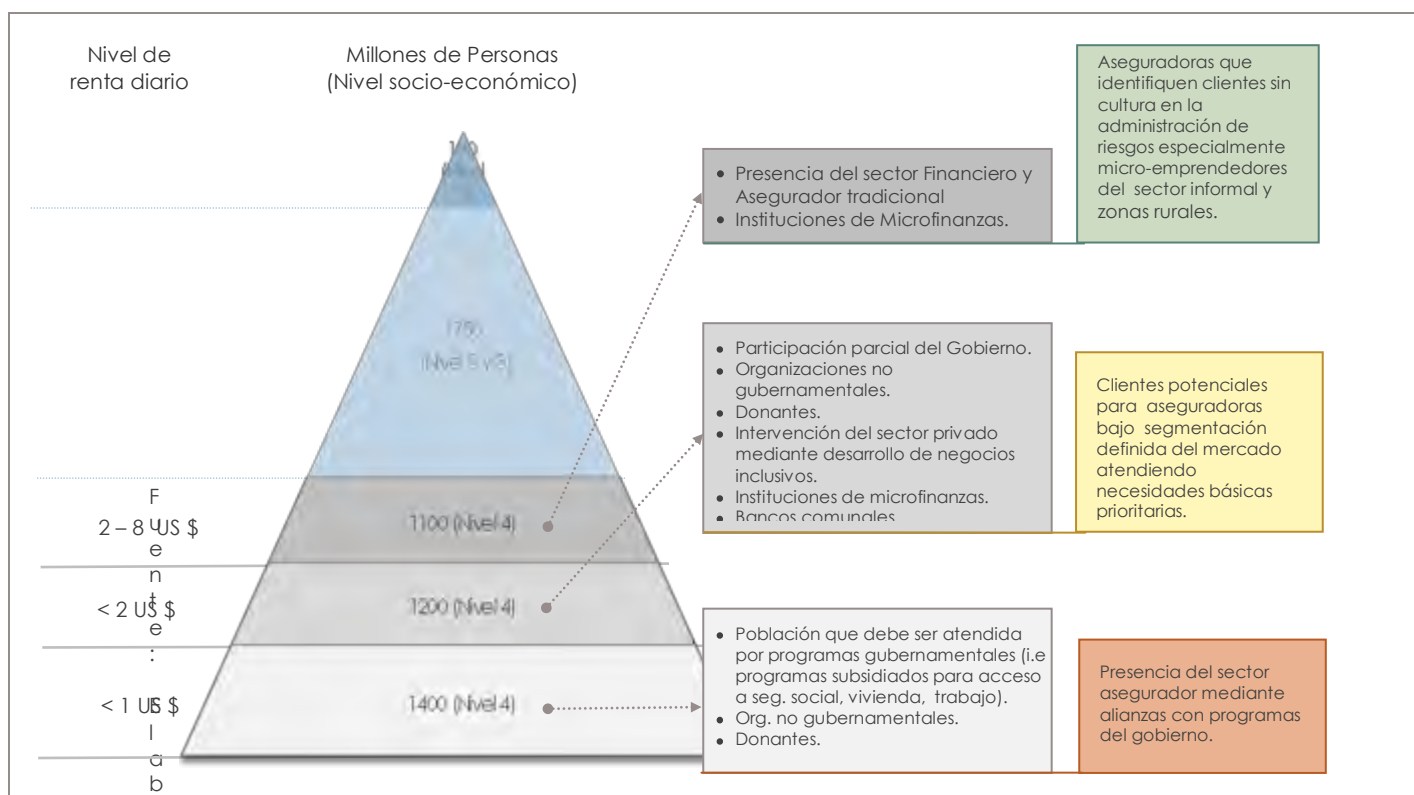 Nivel de
renta diario
Millones de Personas
(Nivel socio-económico)
1750
1100 (Nivel 4)
1200 (Nivel 4)
1400 (Nivel 4)
2 – 8 US $
< 2 US $
< 1 US $
F
u
e
n
t
e
:
E
l
a
b
• Presencia del sector Financiero y
Asegurador tradicional
• Instituciones de Microfinanzas.
Aseguradoras que
identifiquen clientes sin
cultura en la
administración de
riesgos especialmente
micro-emprendedores
del sector informal y
zonas rurales.
• Participación parcial del Gobierno.
• Organizaciones no
gubernamentales.
• Donantes.
• Intervención del sector privado
mediante desarrollo de negocios
inclusivos.
• Instituciones de microfinanzas.
• Bancos comunales
Clientes potenciales
para aseguradoras
bajo segmentación
definida del mercado
atendiendo
necesidades básicas
prioritarias.
• Población que debe ser atendida
por programas gubernamentales (i.e
programas subsidiados para acceso
a seg. social, vivienda, trabajo).
• Org. no gubernamentales.
• Donantes.
Presencia del sector
asegurador mediante
alianzas con programas
del gobierno.